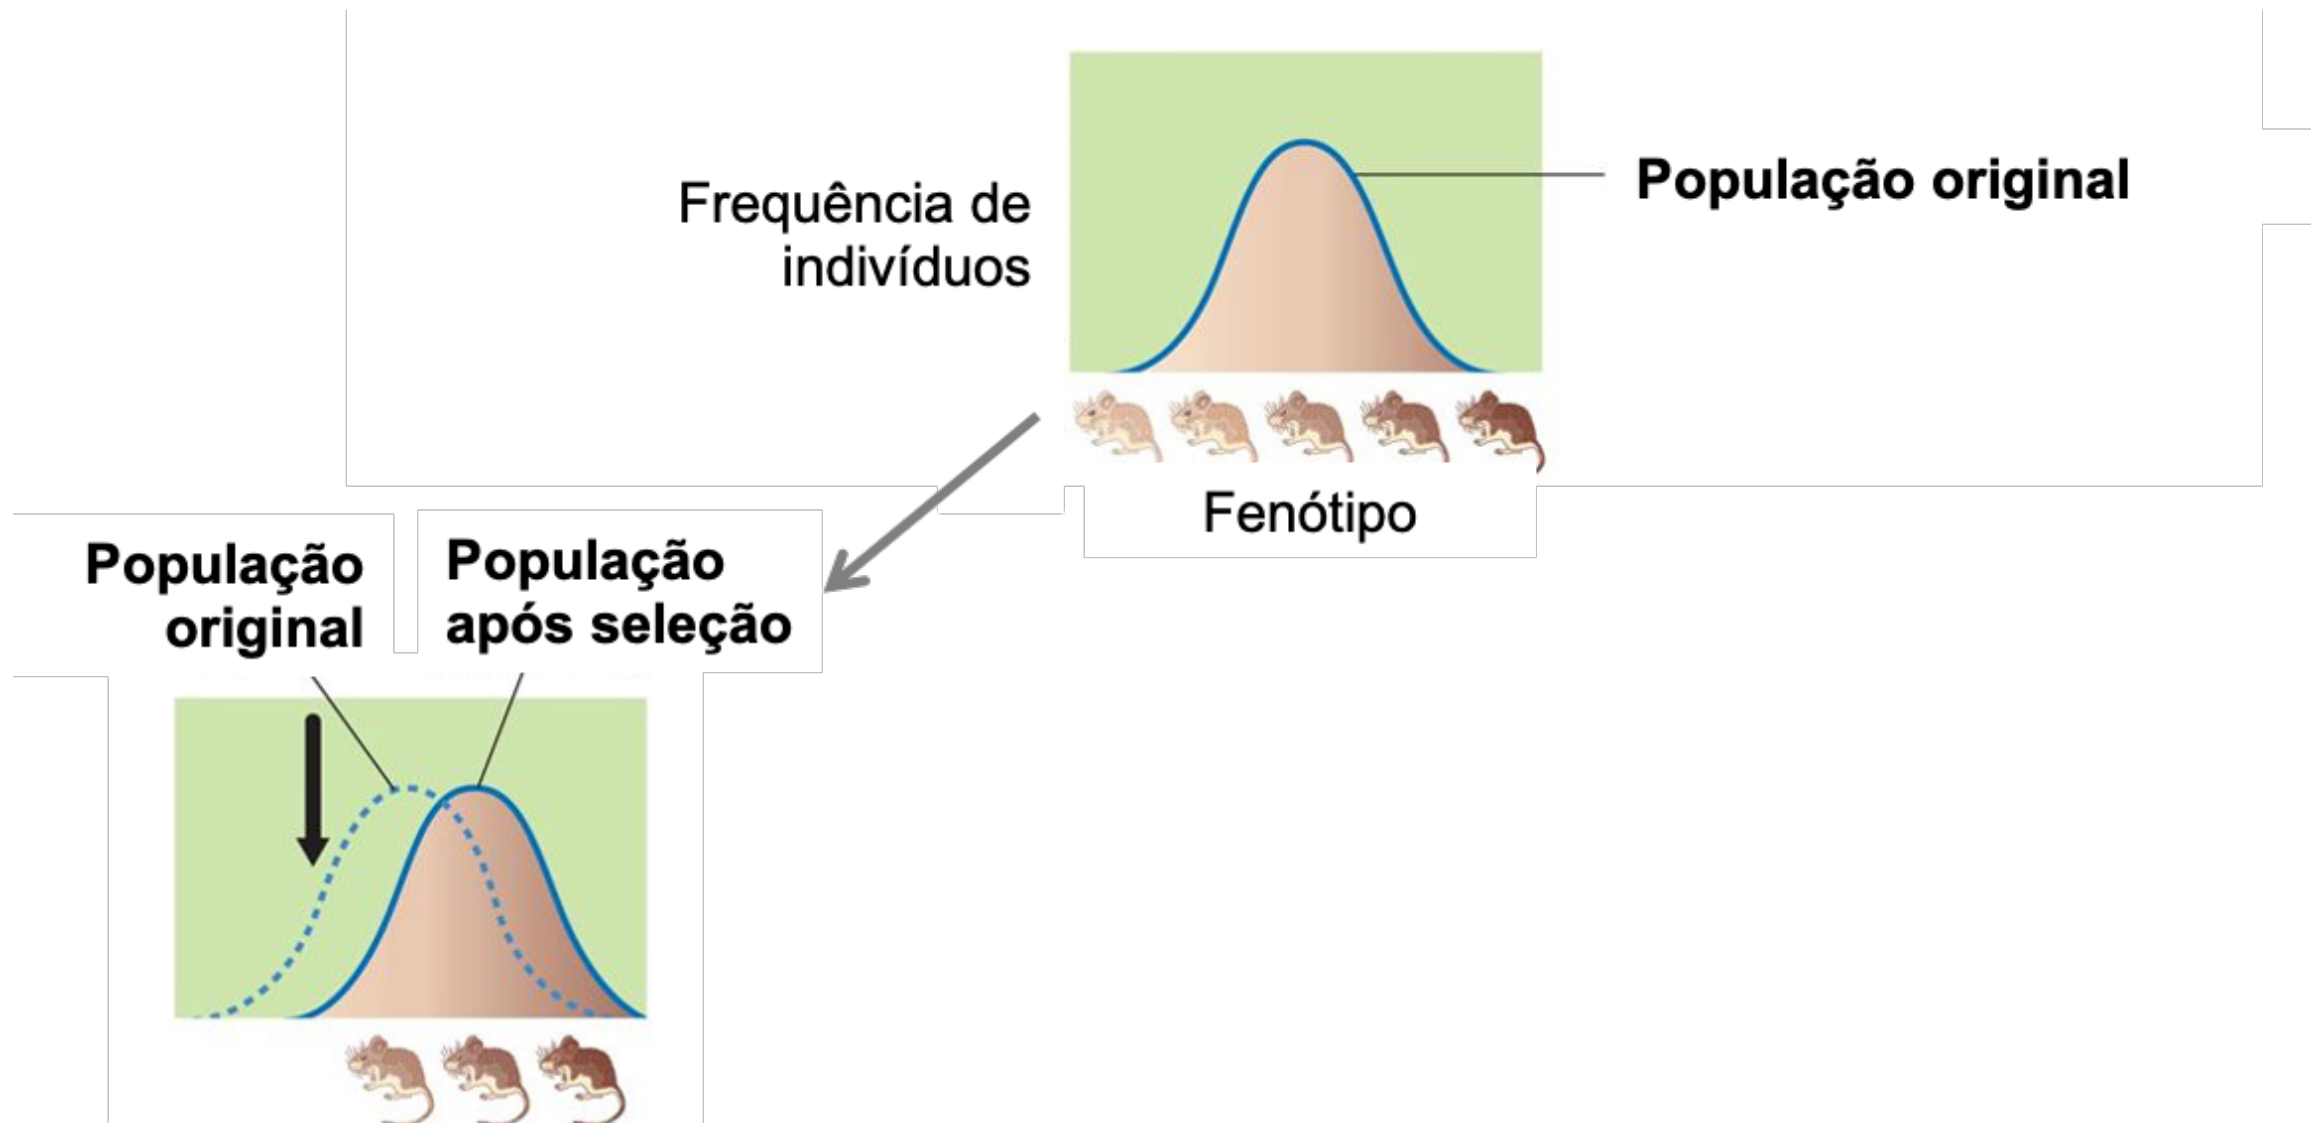 Frequência de
indivíduos
População original
Fenótipo
População
original
População
após seleção